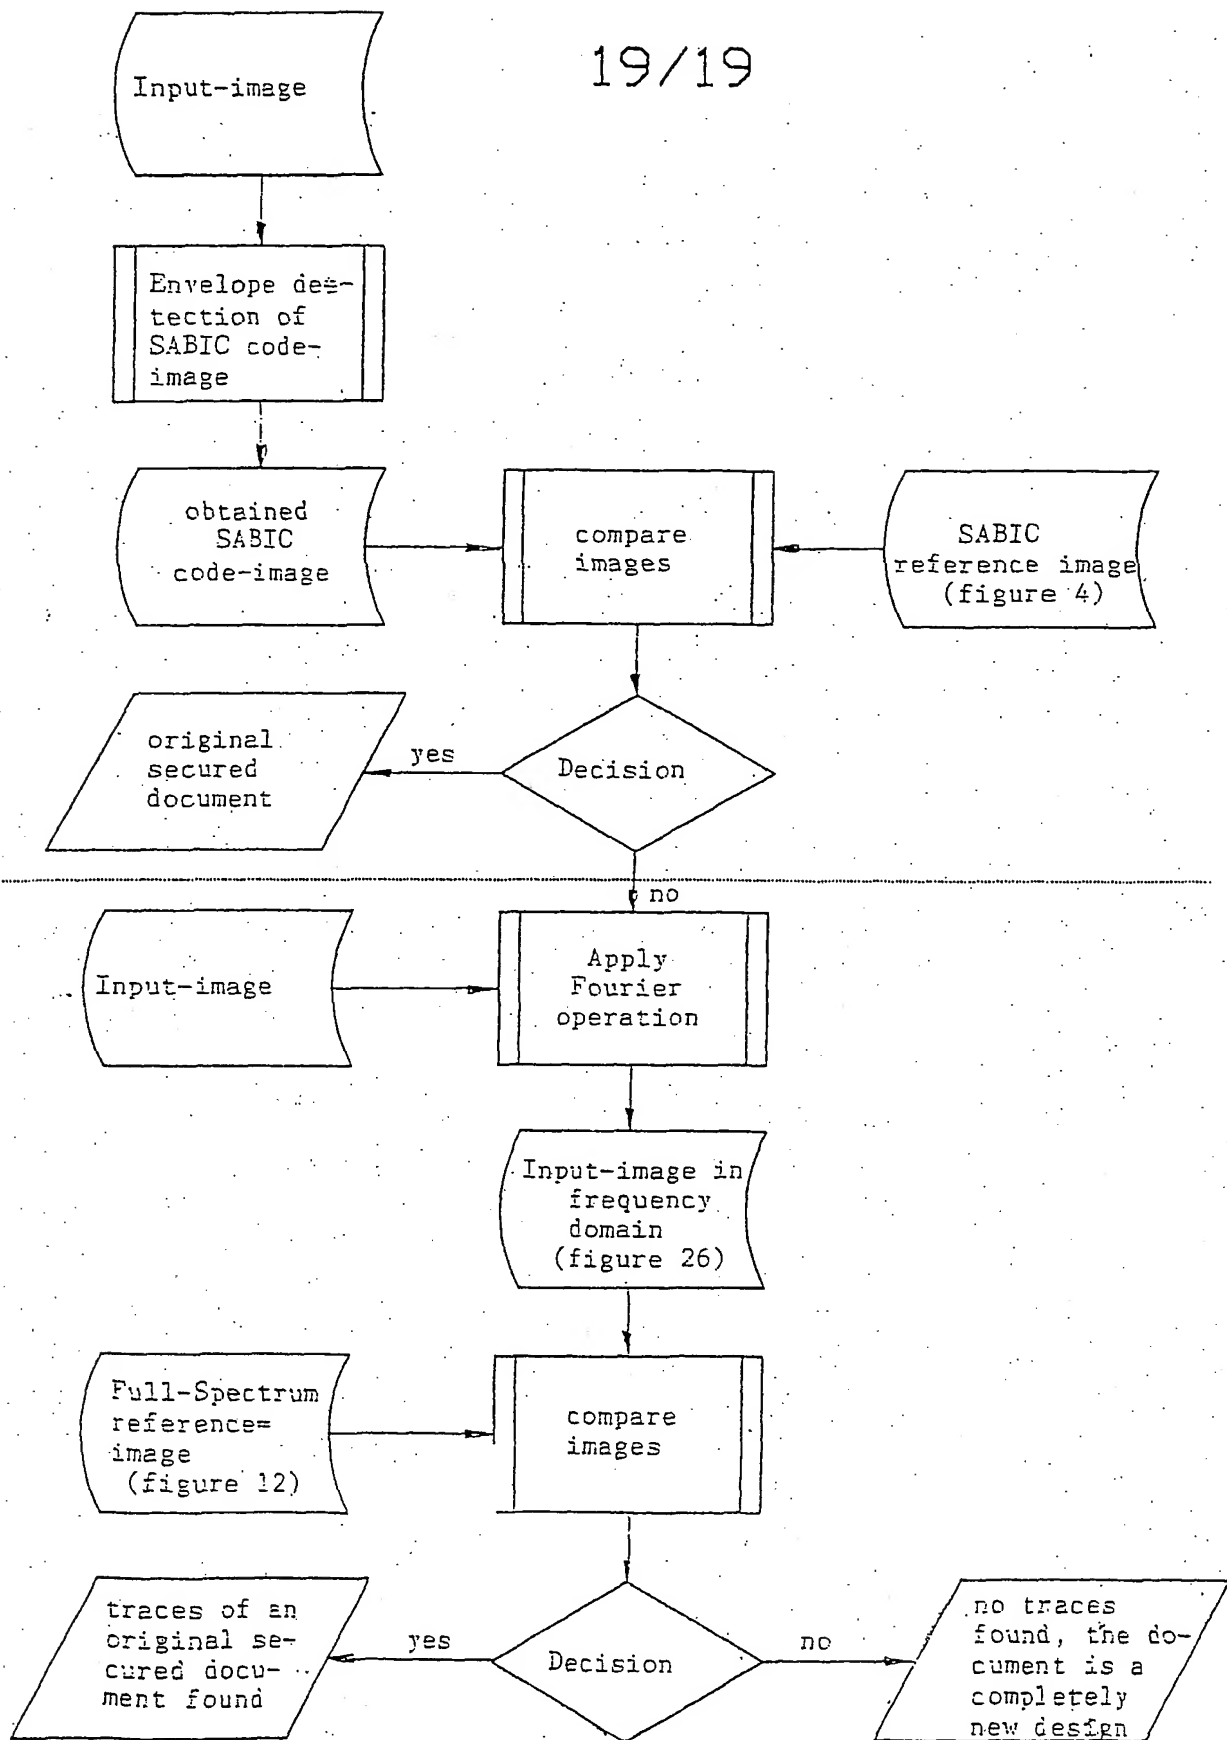 19/19
Input-image
Envelope de=-
tection of
SABIC code-
image
obtained
SABIC
code-image
compare
images
SABIC
reference image
(figure 4)
original
secured
document
yes
Decision
no
Input-image
Apply
Fourier
operation
Input-image in
frequency
domain
(figure 26)
Full-Spectrum
reference=
image
(figure 12)
compare
images
traces of an
original se-
cured docu-
ment found
yes
Decision
no
no traces
found, the do-
cument is a
completely
new design